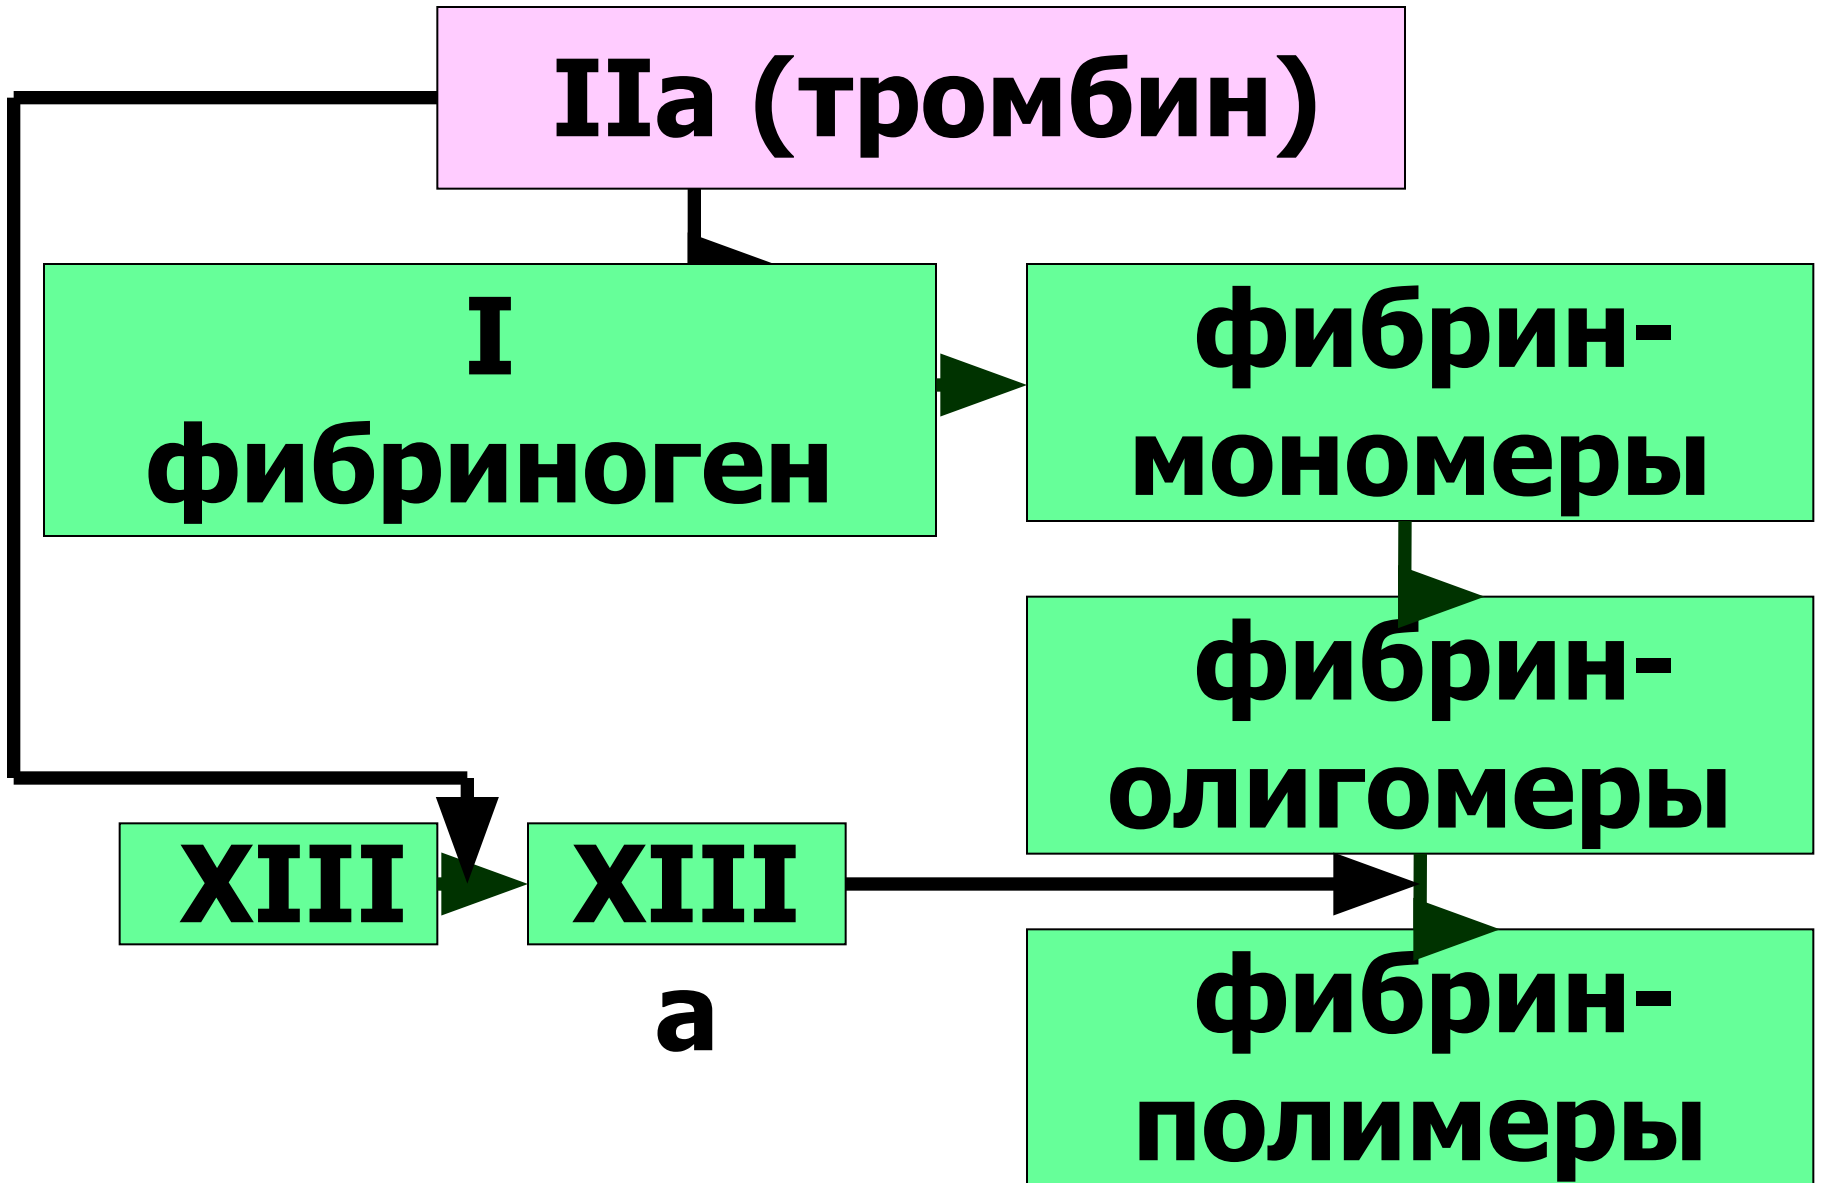 IIa (тромбин)
I
фибриноген
фибрин-
мономеры
фибрин-
олигомеры
XIII
XIII
a
фибрин-
полимеры